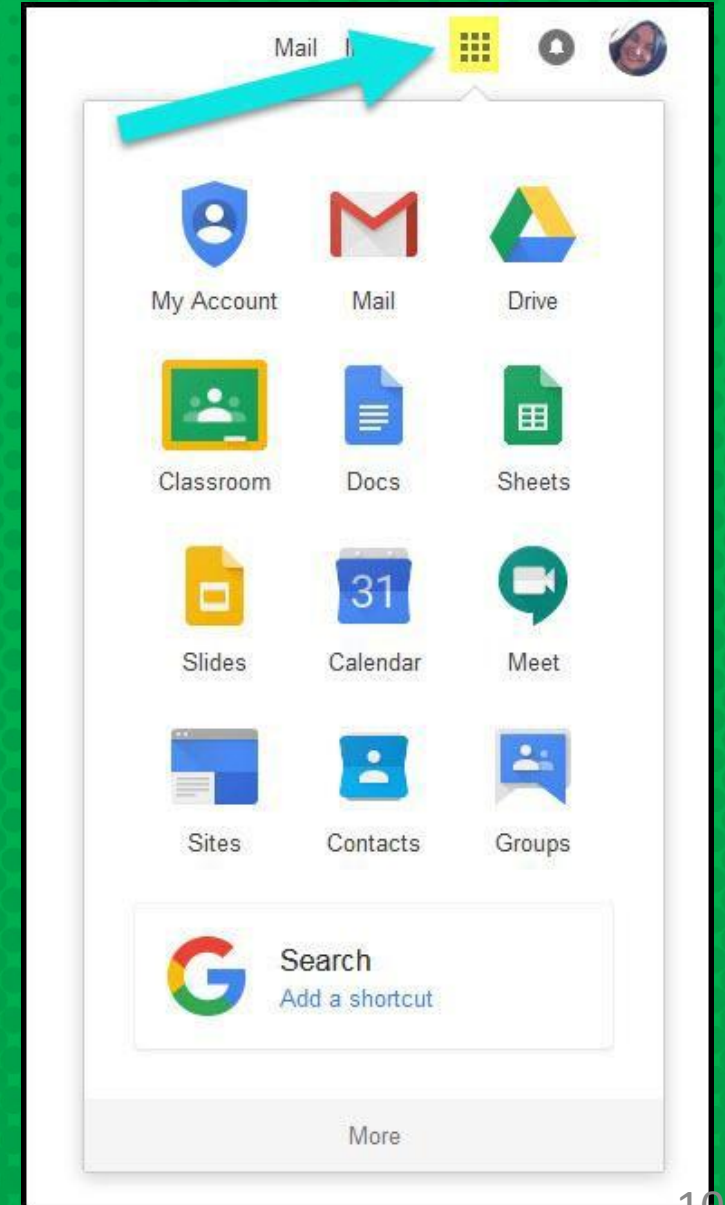 Mail
My Account Mail Drive
Classroom Docs Sheets
Slides 31 Calendar Meet
Sites Contacts Groups
Search
Add a shortcut
More